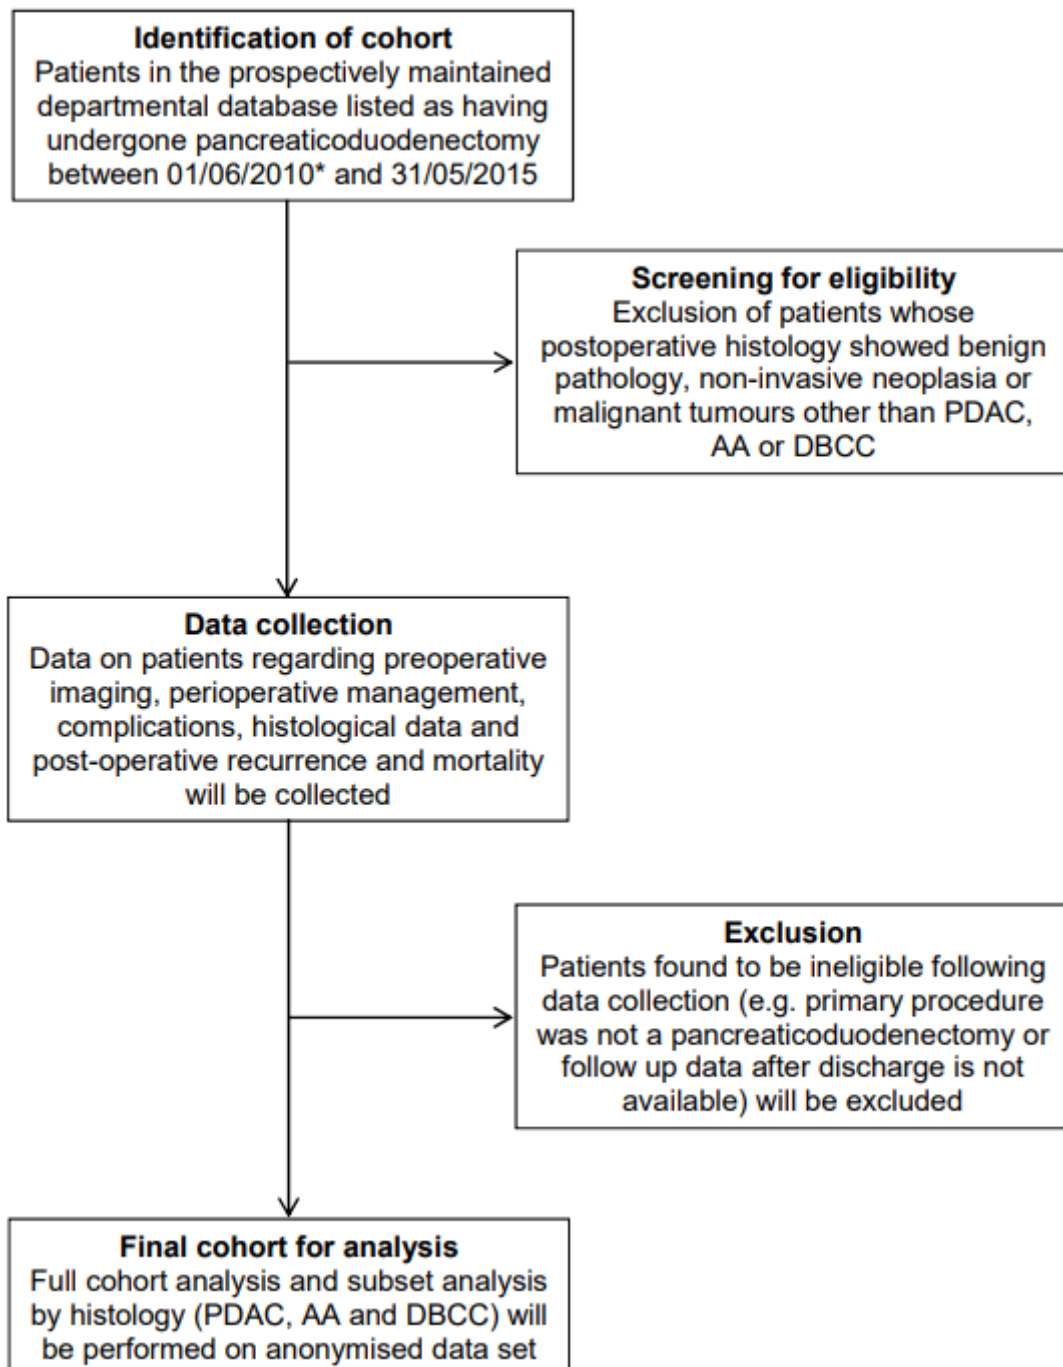 Identification of cohort
Patients in the prospectively maintained
departmental database listed as having
undergone pancreaticoduodenectomy
between 01/06/2010* and 31/05/2015
Screening for eligibility
Exclusion of patients whose
postoperative histology showed benign
pathology, non-invasive neoplasia or
malignant tumours other than PDAC,
AA or DBCC
Data collection
Data on patients regarding preoperative
imaging, perioperative management,
complications, histological data and
post-operative recurrence and mortality
will be collected
Exclusion
Patients found to be ineligible following
data collection (e.g. primary procedure
was not a pancreaticoduodenectomy or
follow up data after discharge is not
available) will be excluded
Final cohort for analysis
Full cohort analysis and subset analysis
by histology (PDAC, AA and DBCC) will
be performed on anonymised data set